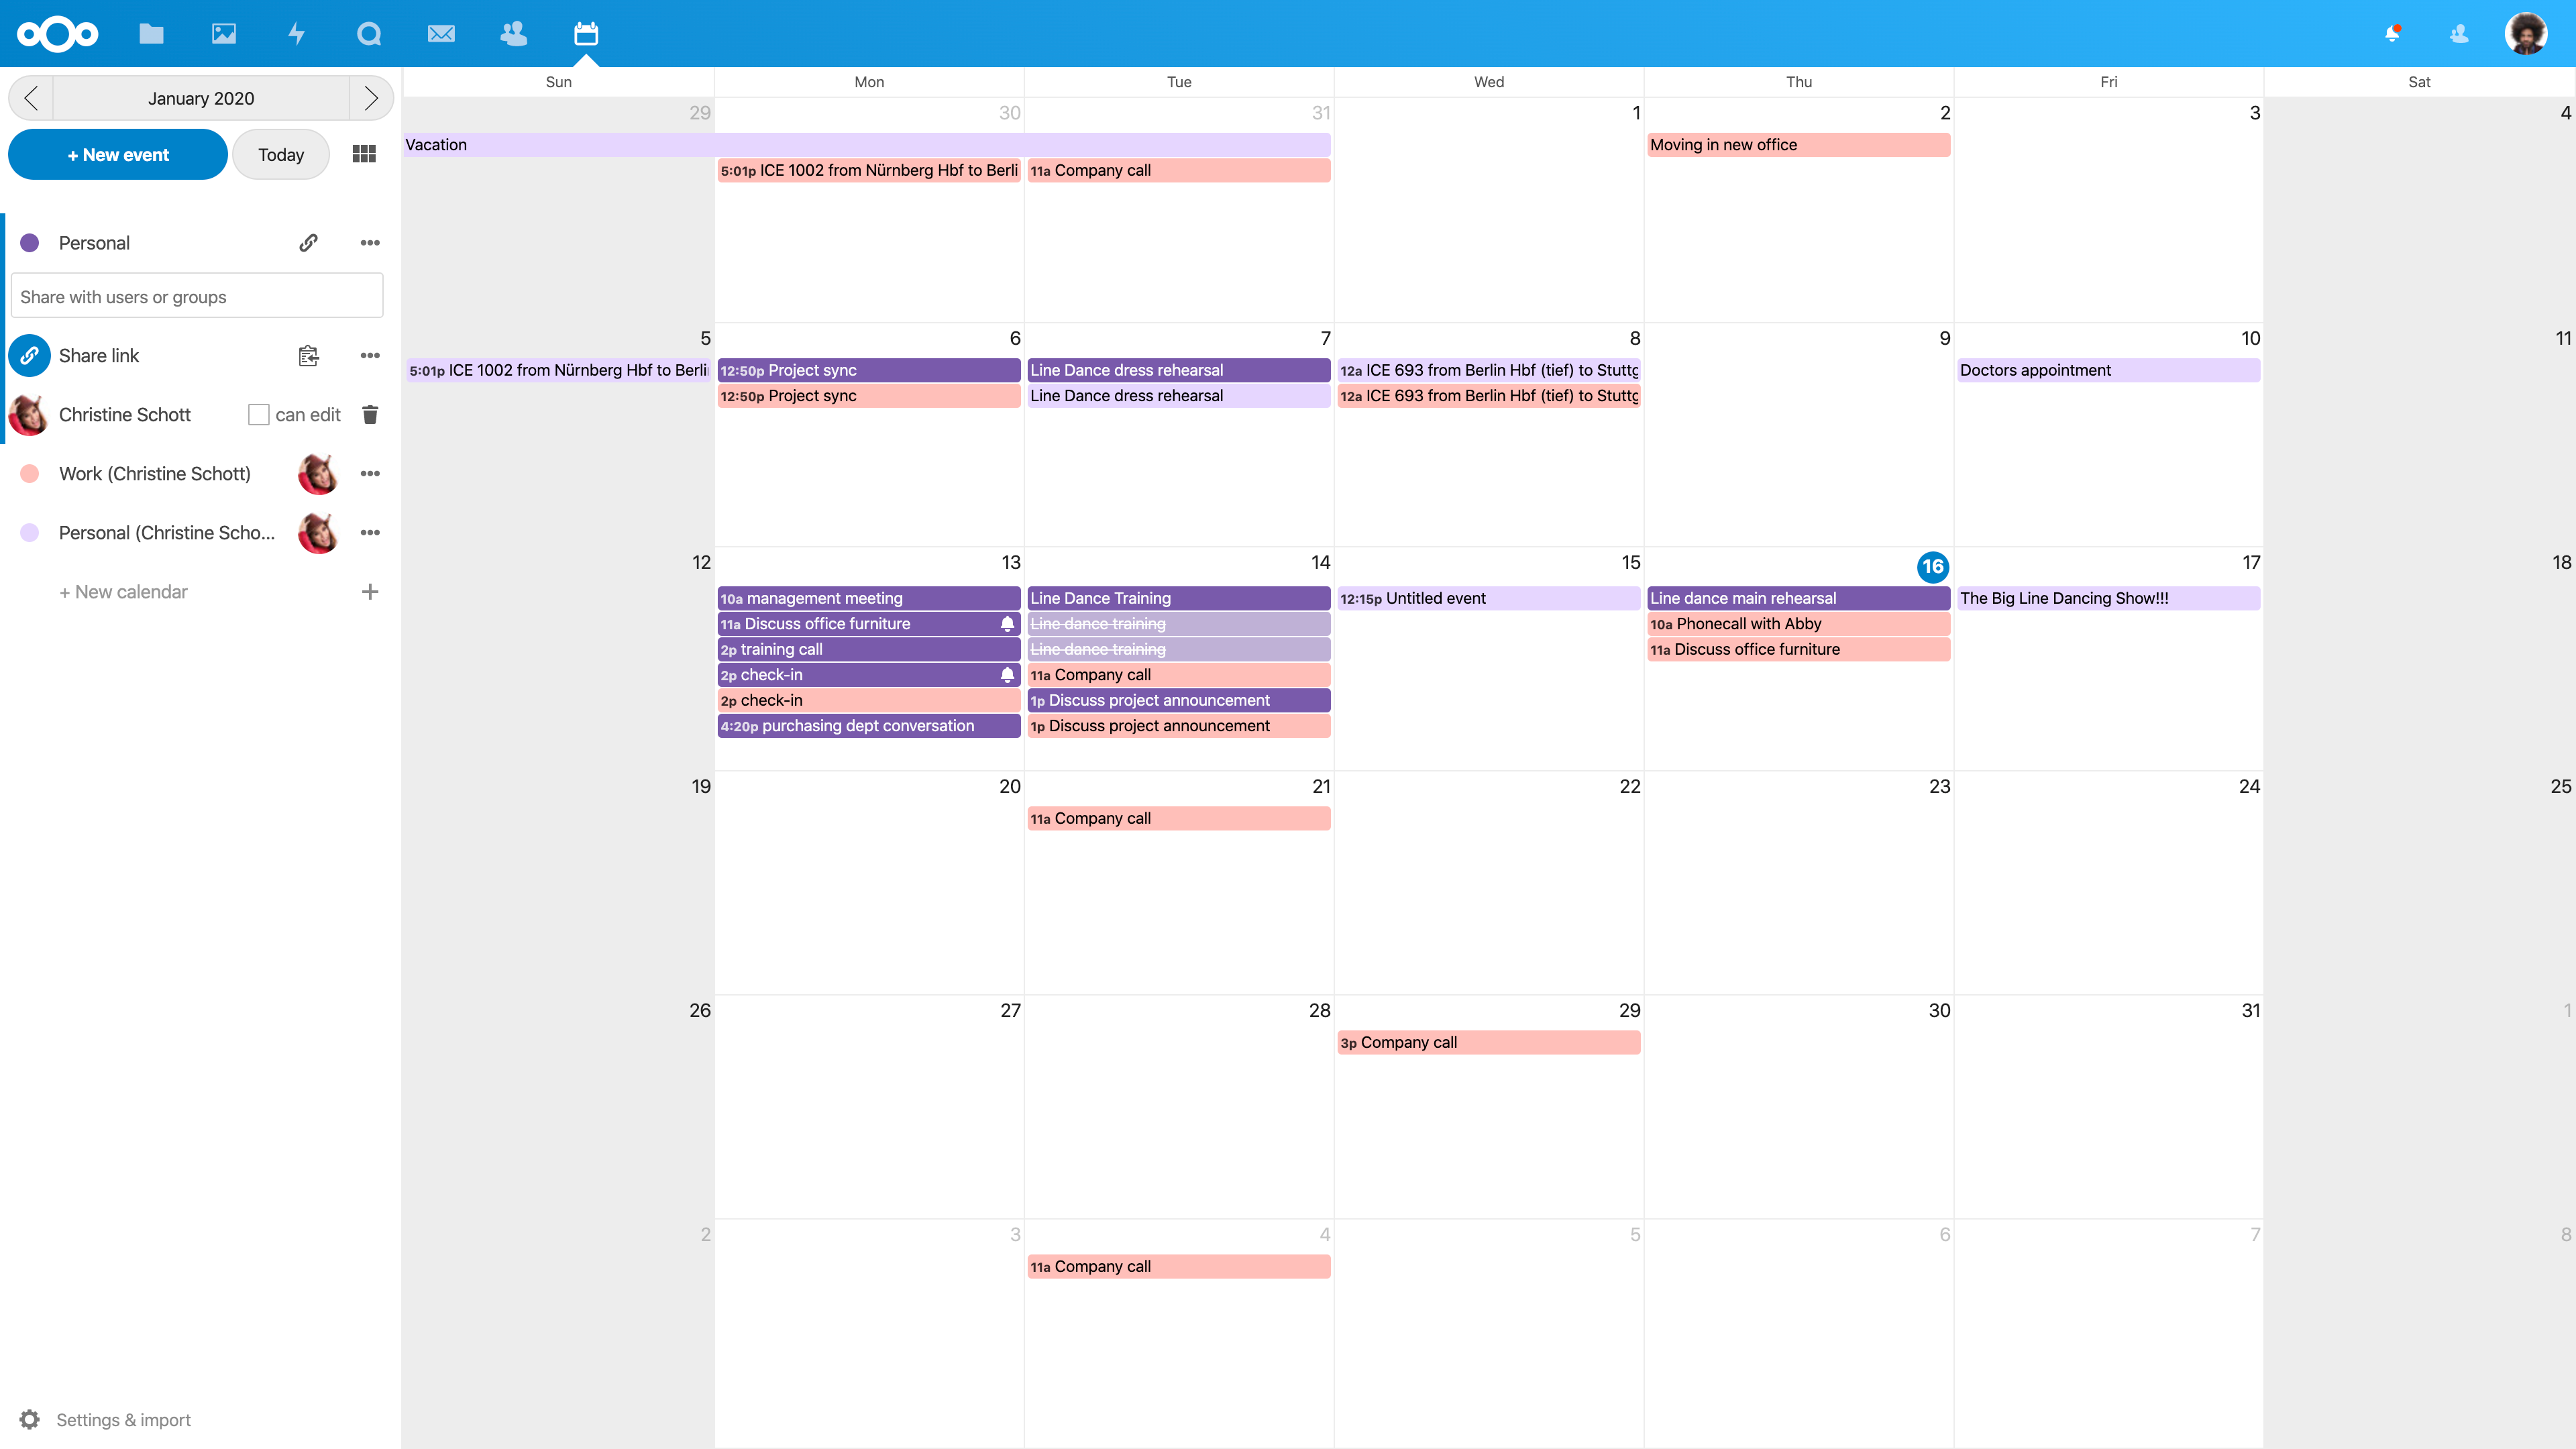 Sun Mon Tue Wed Thu Fri Sat
January 2020
+ New event Today
Personal
Share with users or groups
Share link
Christine Schott can edit
Work (Christine Schott)
Personal (Christine Scho...
+ New calendar
Settings & import
29 30 31 1 2 3 4
Vacation
Moving in new office
5:01p ICE 1002 from Nürnberg Hbf to Berli
11a Company call
5 6 7 8 9 10 11
5:01p ICE 1002 from Nürnberg Hbf to Berli
12:50p Project sync
12:50p Project sync
Line Dance dress rehearsal
Line Dance dress rehearsal
12a ICE 693 from Berlin Hbf (tief) to Stuttg
12a ICE 693 from Berlin Hbf (tief) to Stuttg
Doctors appointment
12 13 14 15 16 17 18
10a management meeting
11a Discuss office furniture
2p training call
2p check-in
2p check-in
4:20p purchasing dept conversation
Line Dance Training
Line dance training
Line dance training
11a Company call
1p Discuss project announcement
1p Discuss project announcement
12:15p Untitled event
Line dance main rehearsal
10a Phonecall with Abby
11a Discuss office furniture
The Big Line Dancing Show!!!
19 20 21 22 23 24 25
11a Company call
26 27 28 29 30 31 1
3p Company call
2 3 4 5 6 7 8
11a Company call